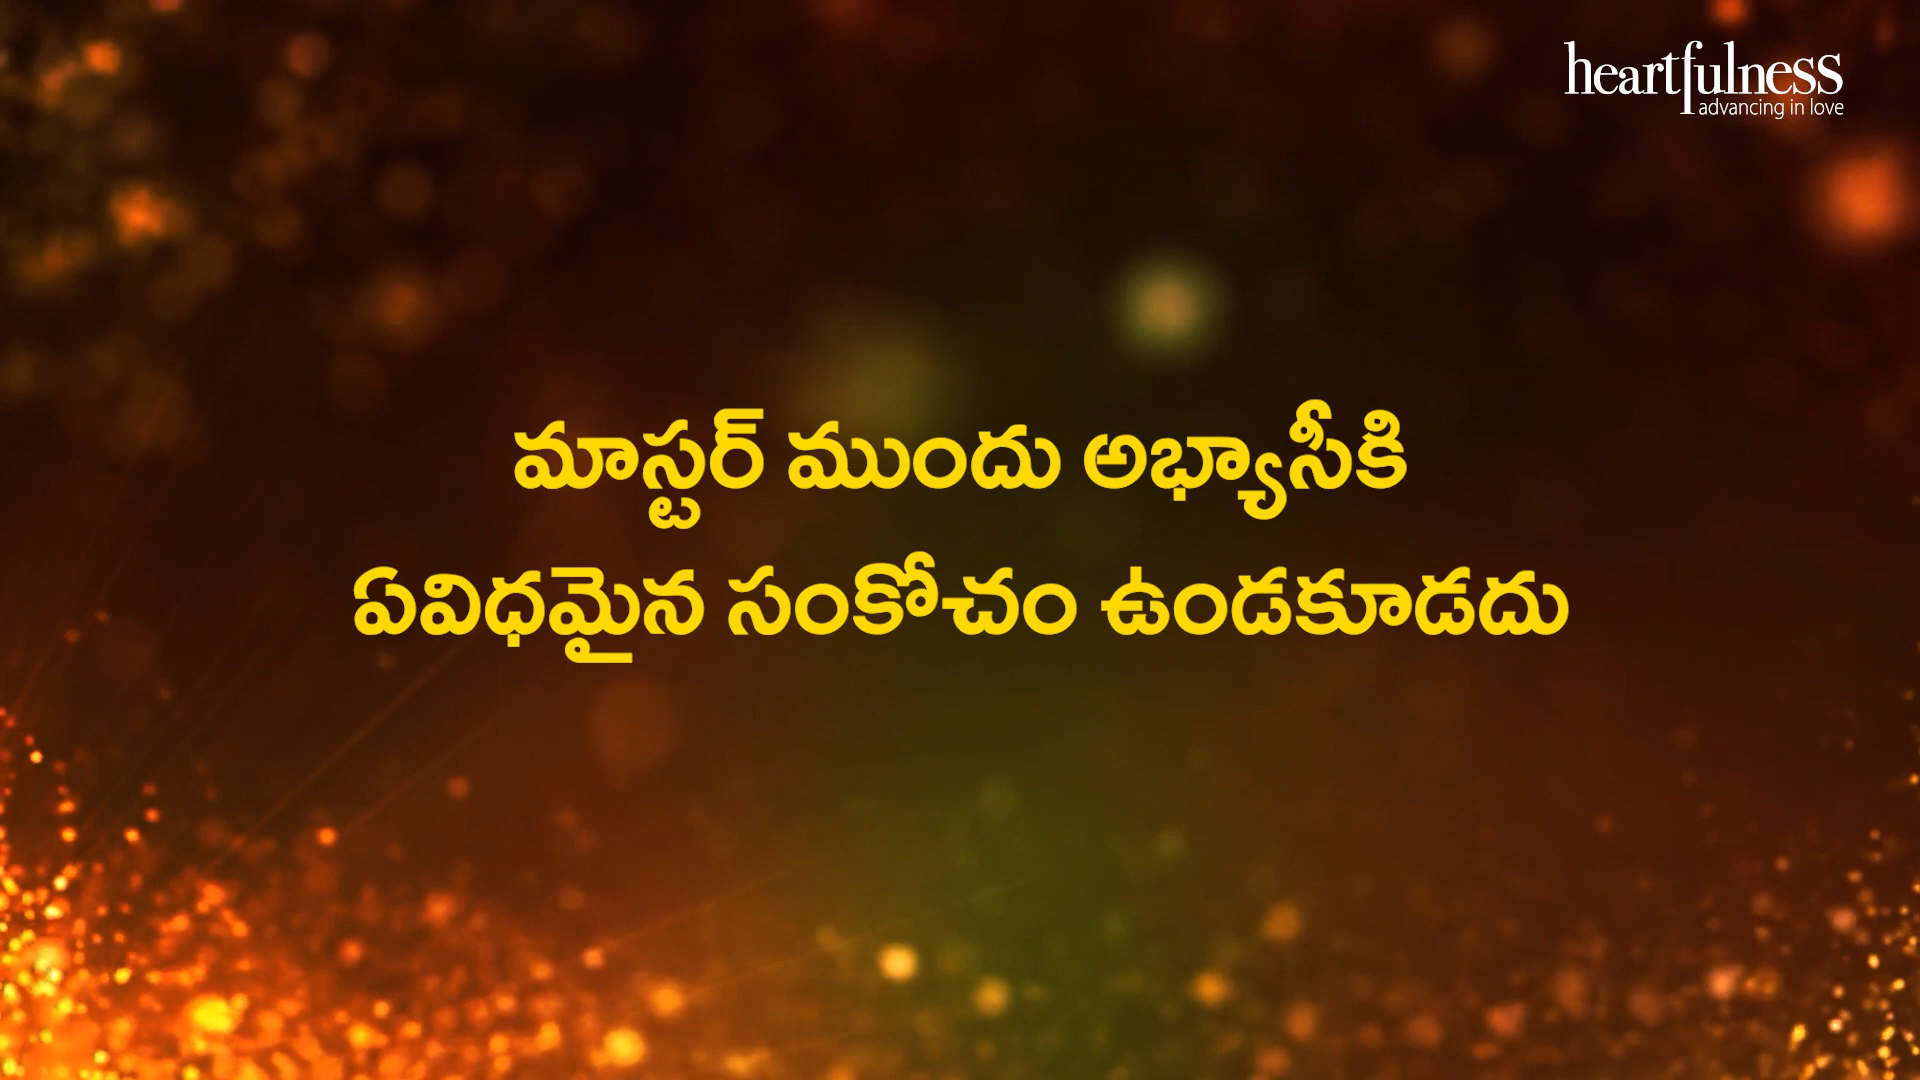 heartfulness
advancing in love
మాస్టర్ ముందు అభ్యాసీకి
ఏవిధమైన సంకోచం ఉండకూడదు